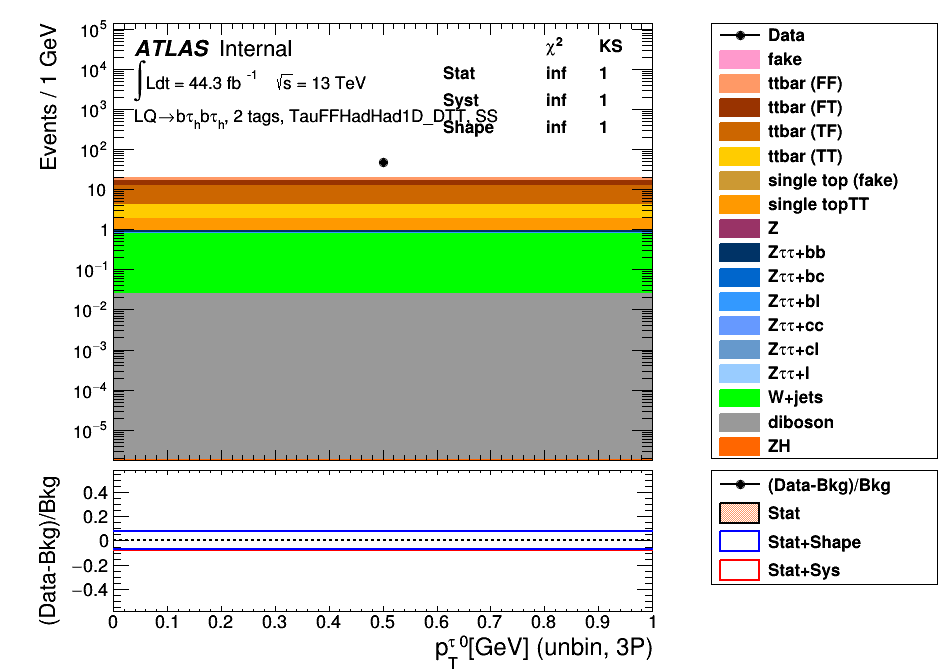 Events / 1 GeV
10⁵
10⁴
10³
10²
10
1
10⁻¹
10⁻²
10⁻³
10⁻⁴
10⁻⁵
ATLAS Internal
∫Ldt = 44.3 fb⁻¹ √s = 13 TeV
LQ→bτₕbτₕ, 2 tags, TauFFHadHad1D_DTT, SS
χ² KS
Stat inf 1
Syst inf 1
Shape inf 1
Data
fake
ttbar (FF)
ttbar (FT)
ttbar (TF)
ttbar (TT)
single top (fake)
single topTT
Z
Zττ+bb
Zττ+bc
Zττ+bl
Zττ+cc
Zττ+cl
Zττ+l
W+jets
diboson
ZH
(Data-Bkg)/Bkg
0.4
0.2
0
−0.2
−0.4
(Data-Bkg)/Bkg
Stat
Stat+Shape
Stat+Sys
0 0.1 0.2 0.3 0.4 0.5 0.6 0.7 0.8 0.9 1
p_T^τ 0[GeV] (unbin, 3P)